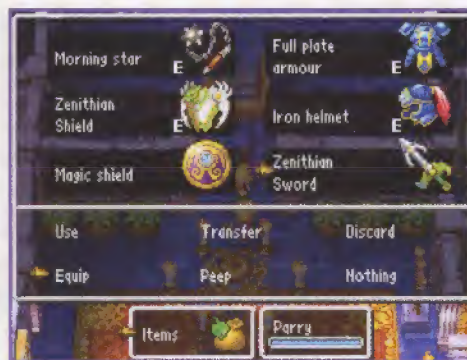 Morning star
E
Full plate
armour
E
Zenithian
Shield
E
Iron helmet
E
Magic shield
Zenithian
Sword
Use Transfer Discard
Equip Peep Nothing
Items
Parry